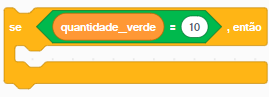 se quantidade_verde = 10 , então